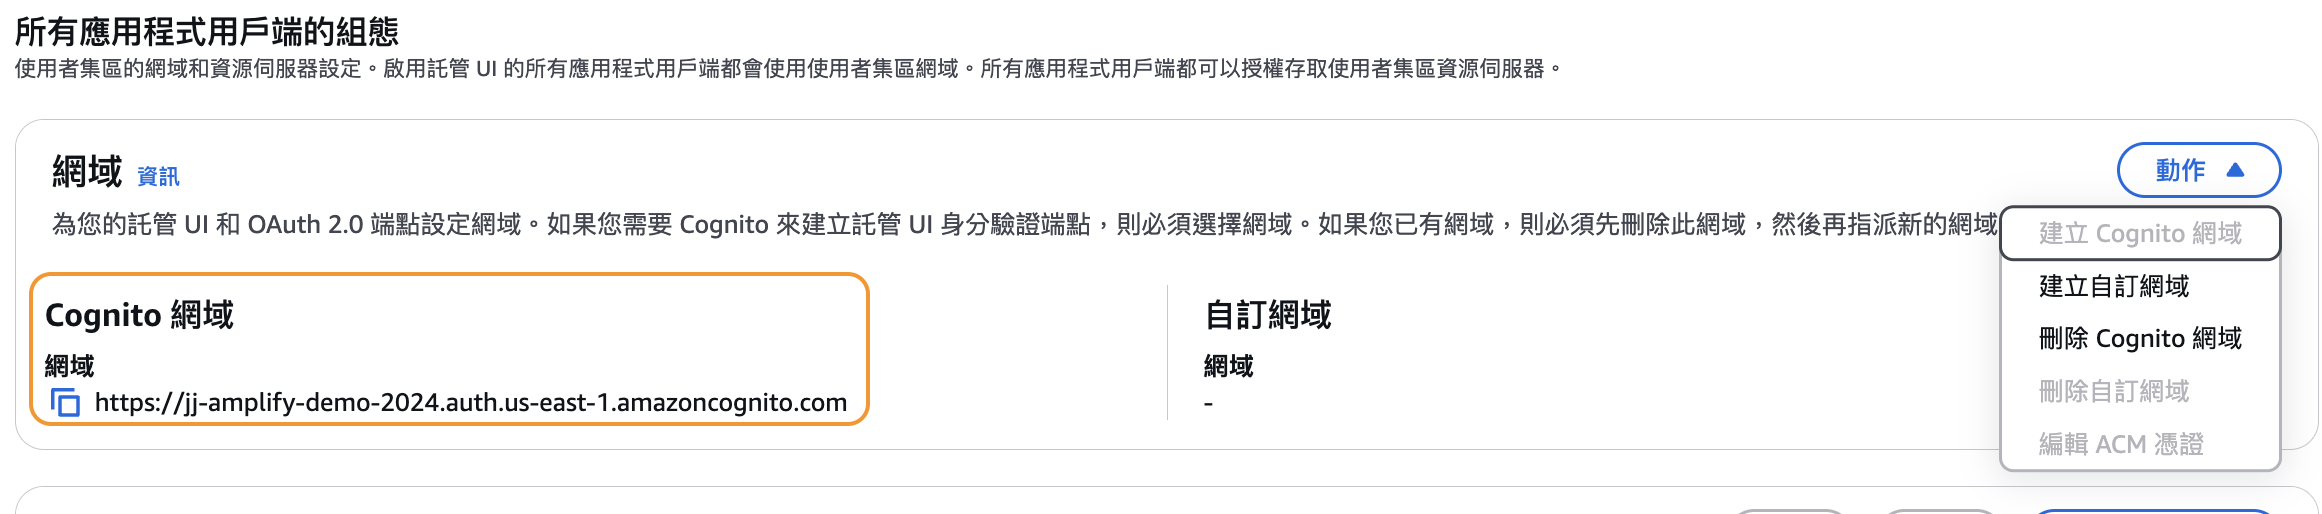 所有應用程式用戶端的組態
使用者集區的網域和資源伺服器設定。啟用託管 UI 的所有應用程式用戶端都會使用使用者集區網域。所有應用程式用戶端都可以授權存取使用者集區資源伺服器。
網域 資訊
動作
為您的託管 UI 和 OAuth 2.0 端點設定網域。如果您需要 Cognito 來建立託管 UI 身分驗證端點，則必須選擇網域。如果您已有網域，則必須先刪除此網域，然後再指派新的網域
建立 Cognito 網域
建立自訂網域
刪除 Cognito 網域
刪除自訂網域
編輯 ACM 憑證
Cognito 網域
網域
https://jj-amplify-demo-2024.auth.us-east-1.amazoncognito.com
自訂網域
網域
-